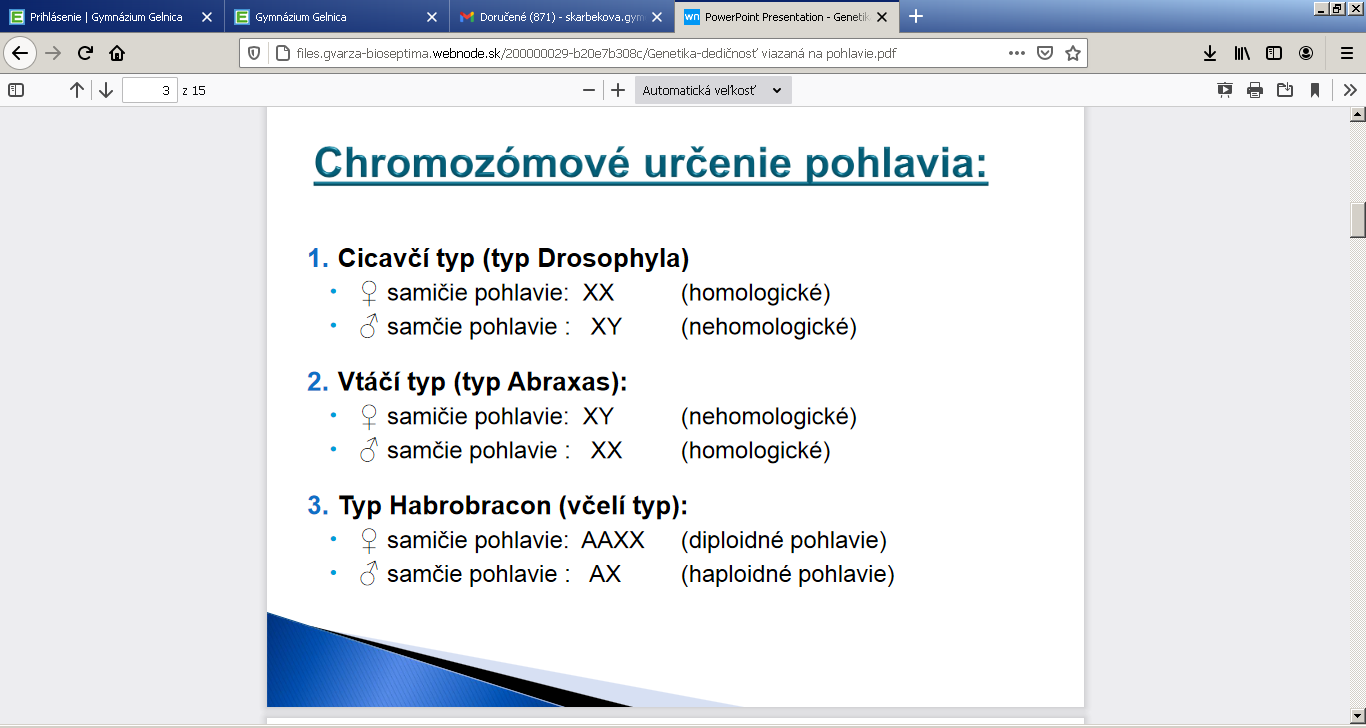 Prihlásenie | Gymnázium Gelnica
Gymnázium Gelnica
Doručené (871) - skarbekova.gym
PowerPoint Presentation - Genetik
files.gvarza-bioseptima.webnode.sk/200000029-b20e7b308c/Genetika-dedičnosť viazaná na pohlavie.pdf
3 z 15
Automatická veľkosť
Chromozómové určenie pohlavia:
1. Cicavčí typ (typ Drosophyla)
• ♀ samičie pohlavie: XX (homologické)
• ♂ samčie pohlavie : XY (nehomologické)
2. Vtáčí typ (typ Abraxas):
• ♀ samičie pohlavie: XY (nehomologické)
• ♂ samčie pohlavie : XX (homologické)
3. Typ Habrobracon (včelí typ):
• ♀ samičie pohlavie: AAXX (diploidné pohlavie)
• ♂ samčie pohlavie : AX (haploidné pohlavie)